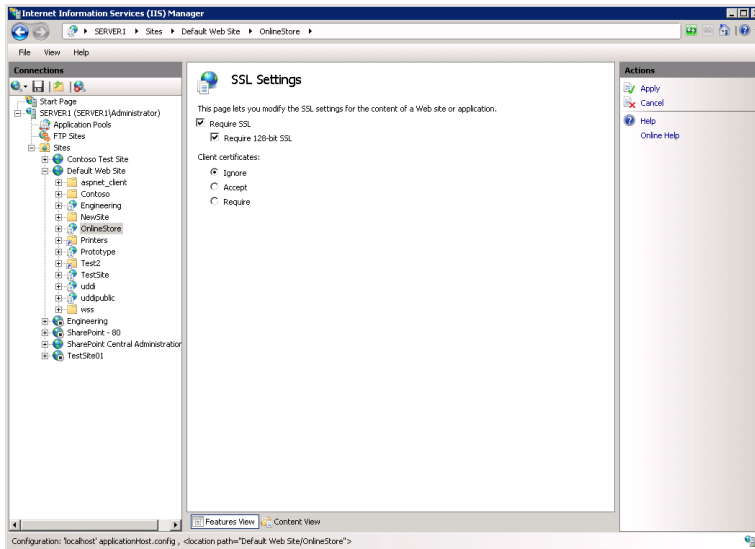 Internet Information Services (IIS) Manager
SERVER1 Sites Default Web Site OnlineStore
File View Help
Connections
Start Page
SERVER1 (SERVER1\Administrator)
Application Pools
FTP Sites
Sites
Contoso Test Site
Default Web Site
aspnet_client
Contoso
Engineering
NewSite
OnlineStore
Printers
Prototype
Test2
TestSite
uddi
uddipublic
wss
Engineering
SharePoint - 80
SharePoint Central Administration
TestSite01
SSL Settings
This page lets you modify the SSL settings for the content of a Web site or application.
Require SSL
Require 128-bit SSL
Client certificates:
Ignore
Accept
Require
Features View Content View
Actions
Apply
Cancel
Help
Online Help
Configuration: 'localhost' applicationHost.config , <location path="Default Web Site/OnlineStore">